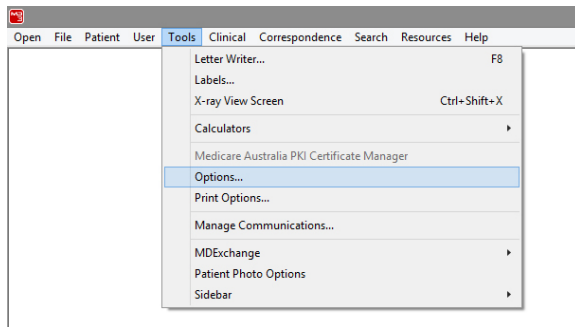 Open File Patient User Tools Clinical Correspondence Search Resources Help
Letter Writer... F8
Labels...
X-ray View Screen Ctrl+Shift+X
Calculators
Medicare Australia PKI Certificate Manager
Options...
Print Options...
Manage Communications...
MDExchange
Patient Photo Options
Sidebar